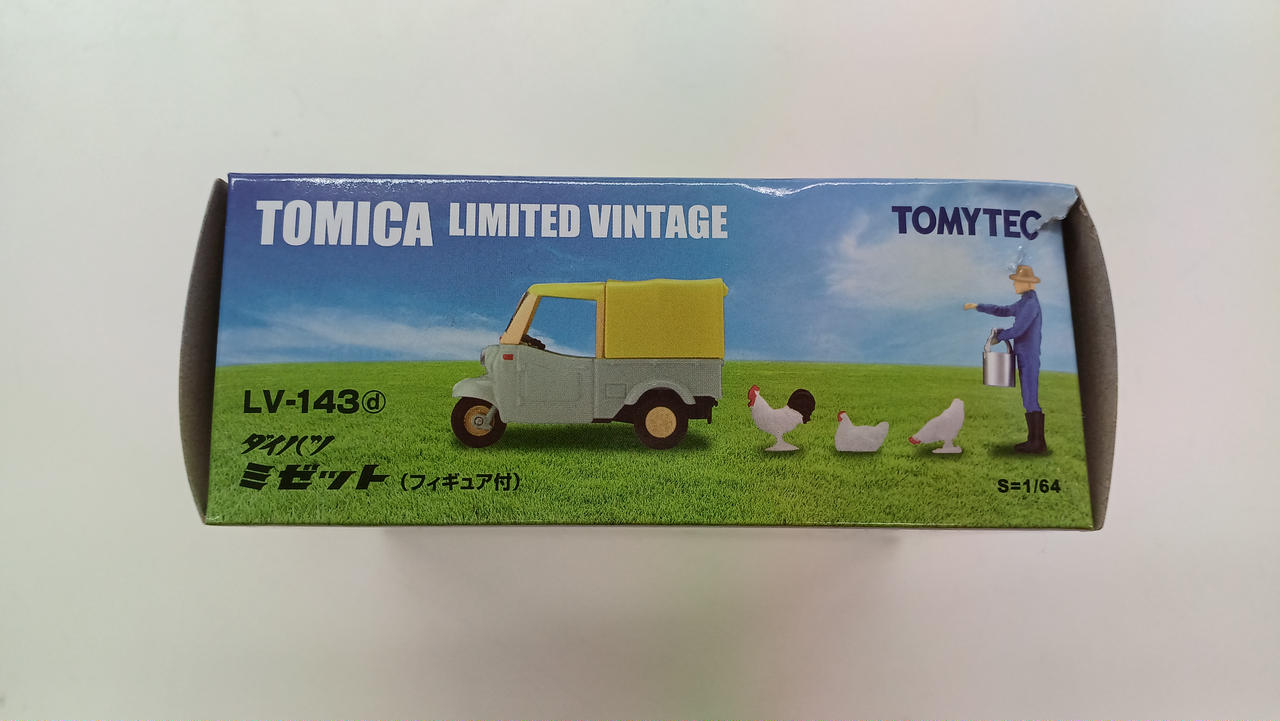 TOMICA LIMITED VINTAGE
TOMYTEC
LV-143ⓓ
ダイハツ
ミゼット (フィギュア付)
S=1/64